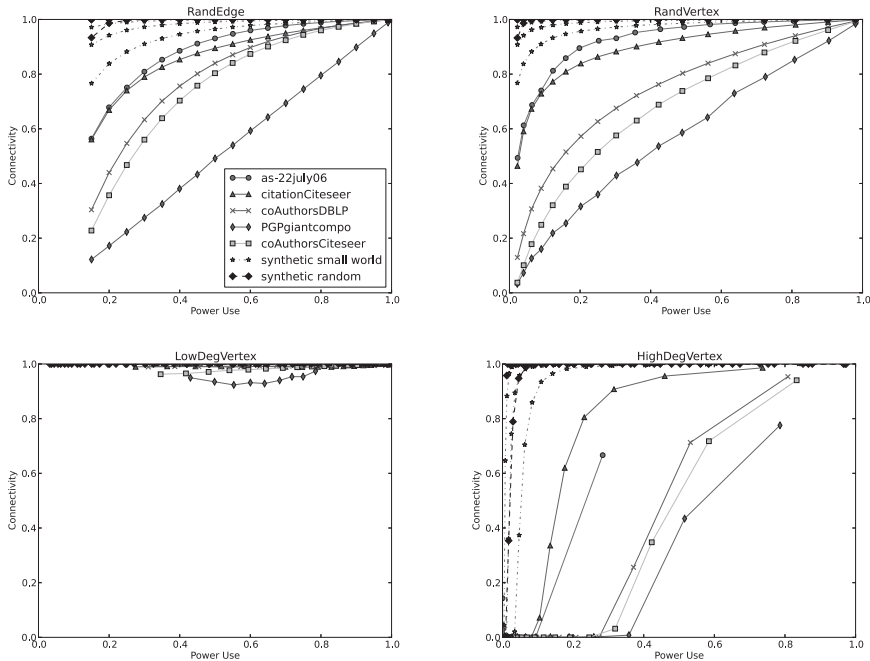 RandEdge
1.0
0.8
0.6
0.4
0.2
0.0
Connectivity
as-22july06
citationCiteseer
coAuthorsDBLP
PGPgiantcompo
coAuthorsCiteseer
synthetic small world
synthetic random
0.0 0.2 0.4 0.6 0.8 1.0
Power Use
RandVertex
1.0
0.8
0.6
0.4
0.2
0.0
Connectivity
0.0 0.2 0.4 0.6 0.8 1.0
Power Use
LowDegVertex
1.0
0.8
0.6
0.4
0.2
0.0
Connectivity
0.0 0.2 0.4 0.6 0.8 1.0
Power Use
HighDegVertex
1.0
0.8
0.6
0.4
0.2
0.0
Connectivity
0.0 0.2 0.4 0.6 0.8 1.0
Power Use